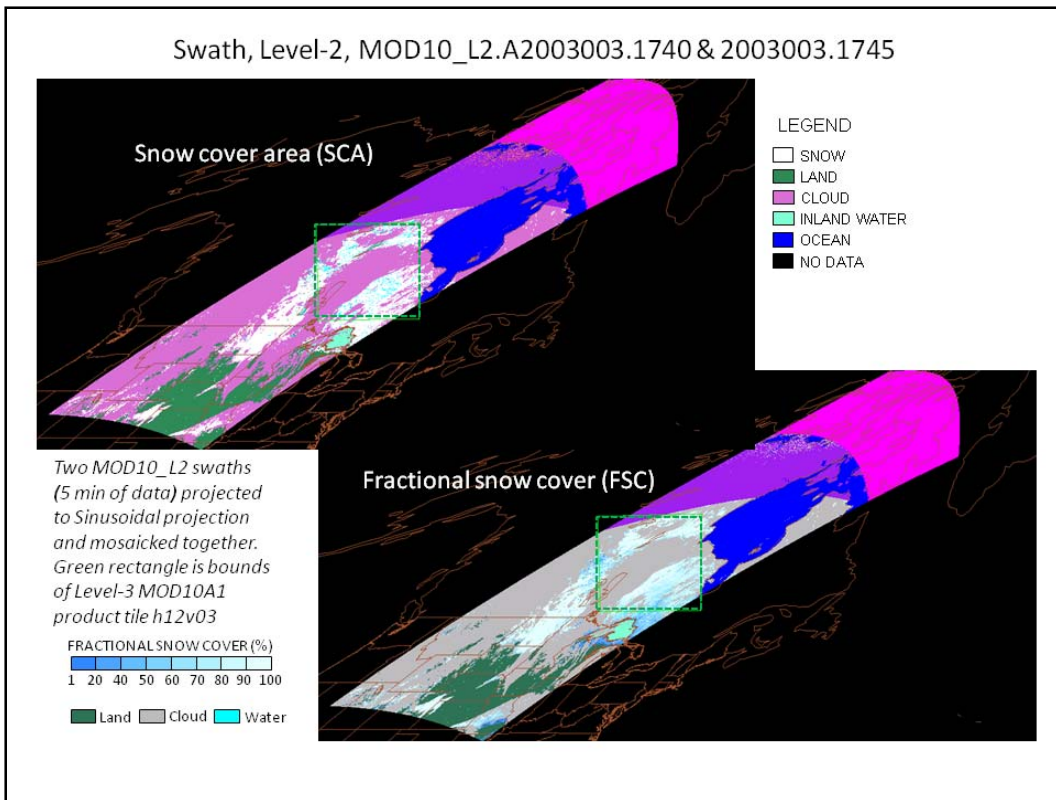 Swath, Level-2, MOD10_L2.A2003003.1740 & 2003003.1745
Snow cover area (SCA)
LEGEND
SNOW
LAND
CLOUD
INLAND WATER
OCEAN
NO DATA
Fractional snow cover (FSC)
Two MOD10_L2 swaths
(5 min of data) projected
to Sinusoidal projection
and mosaicked together.
Green rectangle is bounds
of Level-3 MOD10A1
product tile h12v03
FRACTIONAL SNOW COVER (%)
1 20 40 50 60 70 80 90 100
Land Cloud Water